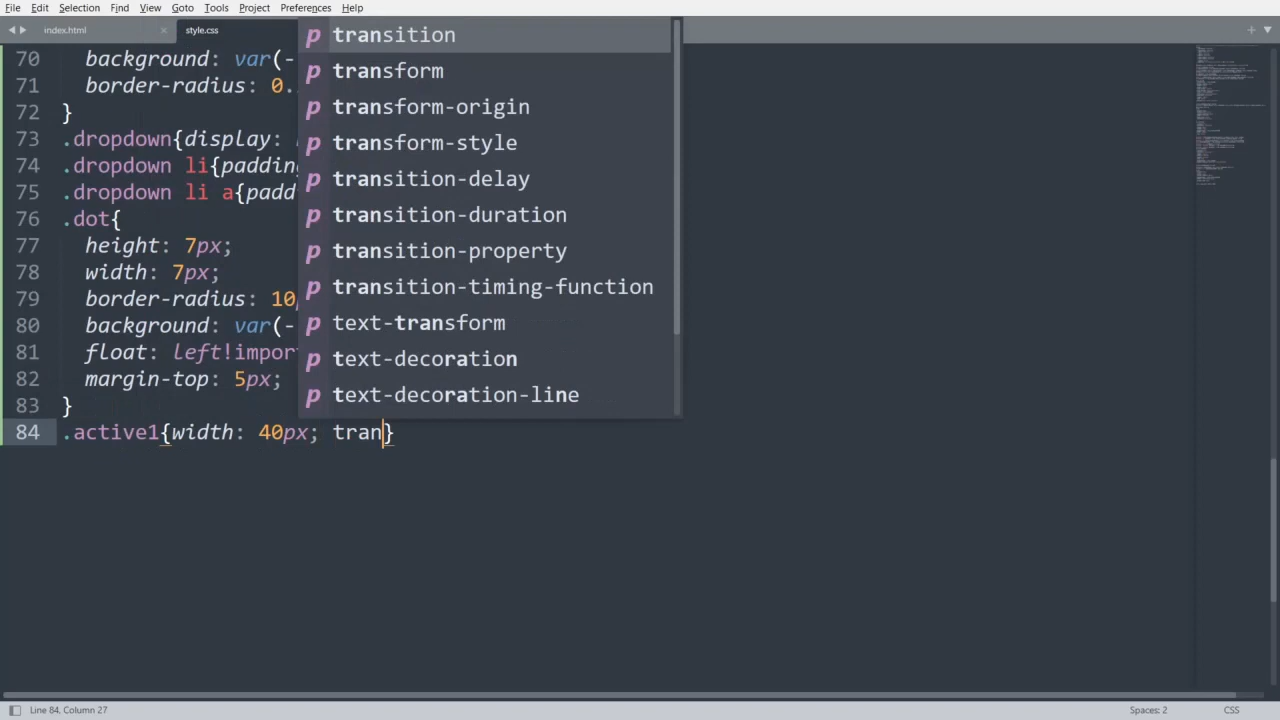 File Edit Selection Find View Goto Tools Project Preferences Help
index.html style.css
70 background: var(-
71 border-radius: 0.
72 }
73 .dropdown{display:
74 .dropdown li{padding
75 .dropdown li a{padd
76 .dot{
77 height: 7px;
78 width: 7px;
79 border-radius: 10
80 background: var(-
81 float: left!import
82 margin-top: 5px;
83 }
84 .active1{width: 40px; tran}
p transition
p transform
p transform-origin
p transform-style
p transition-delay
p transition-duration
p transition-property
p transition-timing-function
p text-transform
p text-decoration
p text-decoration-line
Line 84, Column 27
Spaces: 2
CSS